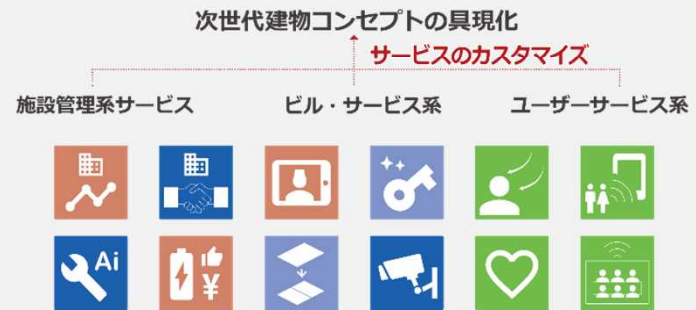 次世代建物コンセプトの具現化
サービスのカスタマイズ
施設管理系サービス
ビル・サービス系
ユーザーサービス系
Ai
¥